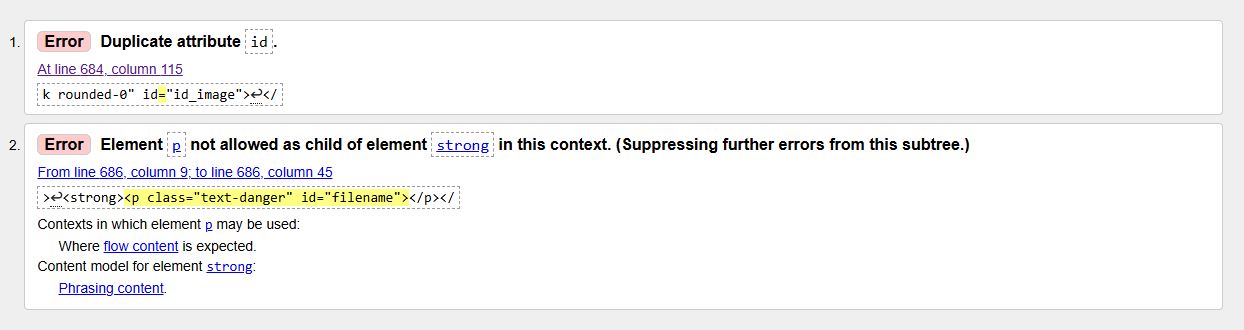 1. Error Duplicate attribute id.
At line 684, column 115
k rounded-0" id="id_image">↩</
2. Error Element p not allowed as child of element strong in this context. (Suppressing further errors from this subtree.)
From line 686, column 9; to line 686, column 45
>↩<strong><p class="text-danger" id="filename"></p></
Contexts in which element p may be used:
Where flow content is expected.
Content model for element strong:
Phrasing content.